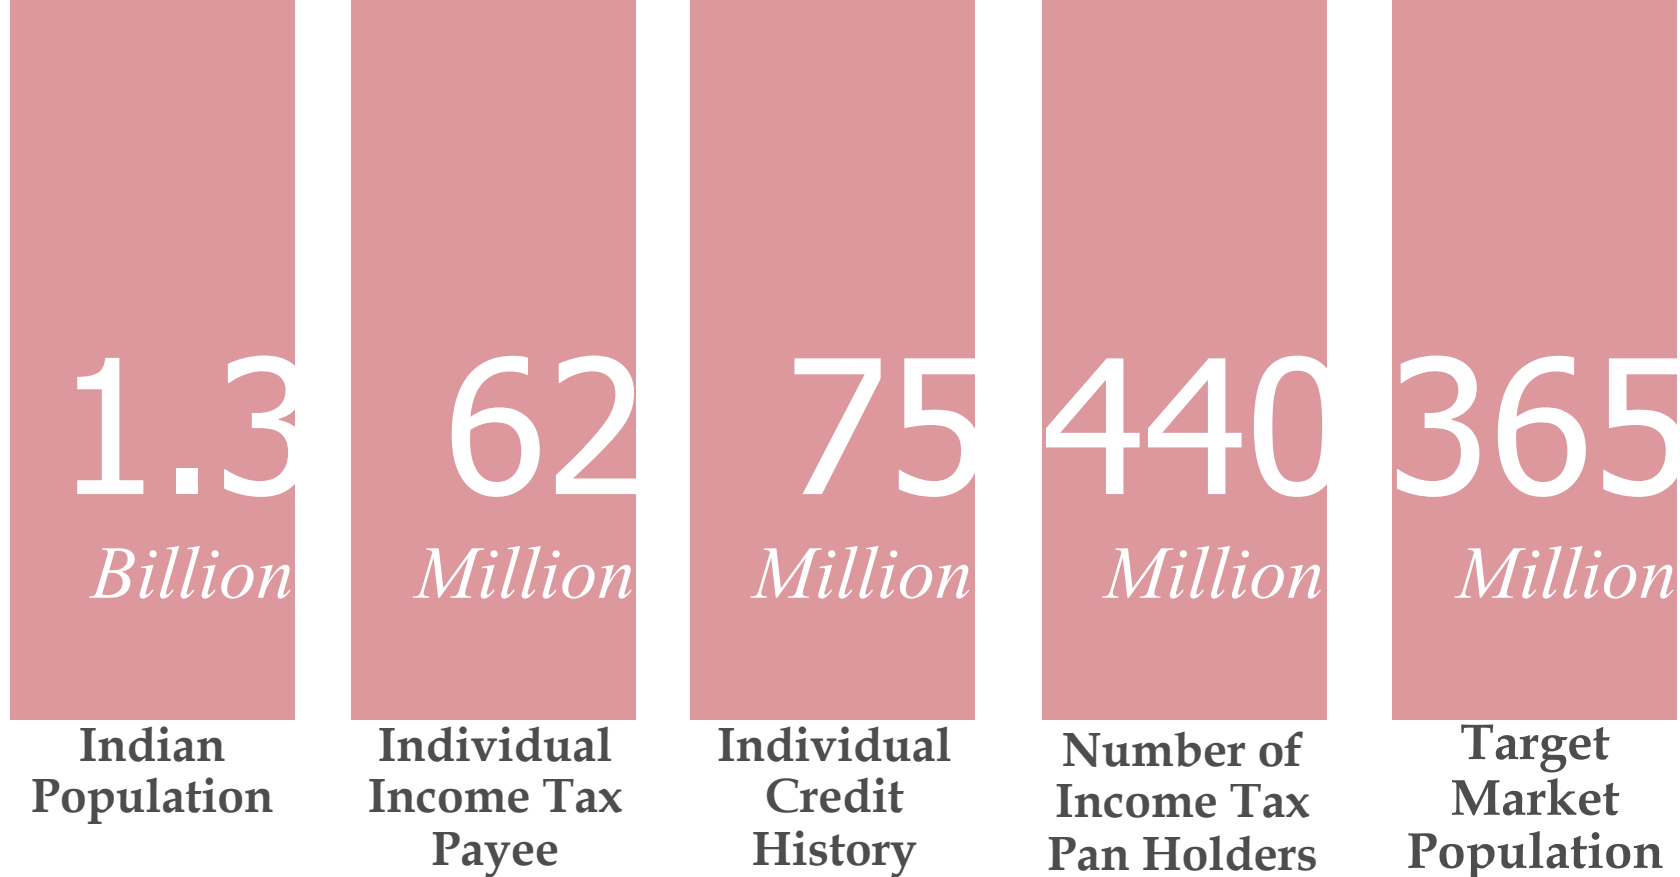 1.3
Billion
Indian
Population
62
Million
Individual
Income Tax
Payee
75
Million
Individual
Credit
History
440
Million
Number of
Income Tax
Pan Holders
365
Million
Target
Market
Population